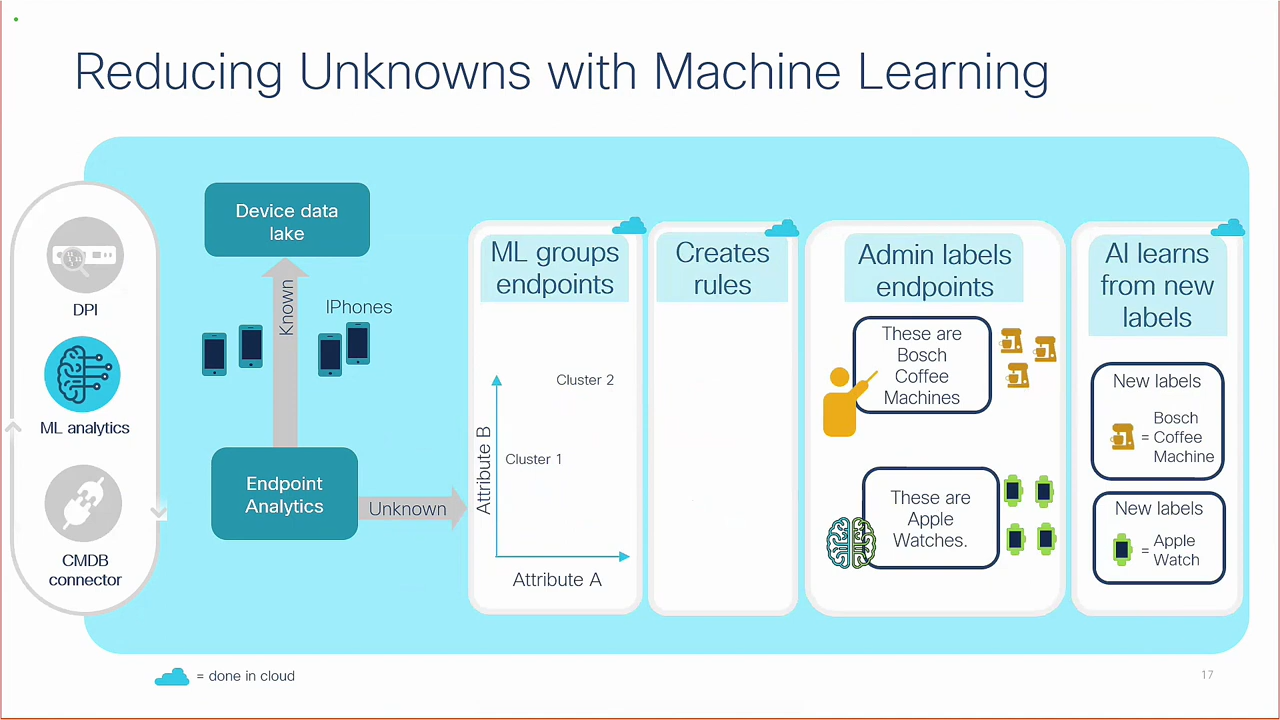 Reducing Unknowns with Machine Learning
DPI
ML analytics
CMDB
connector
Device data
lake
Known
IPhones
Endpoint
Analytics
Unknown
ML groups
endpoints
Cluster 2
Cluster 1
Attribute B
Attribute A
Creates
rules
Admin labels
endpoints
These are
Bosch
Coffee
Machines
These are
Apple
Watches.
AI learns
from new
labels
New labels
=
Bosch
Coffee
Machine
New labels
=
Apple
Watch
= done in cloud
17